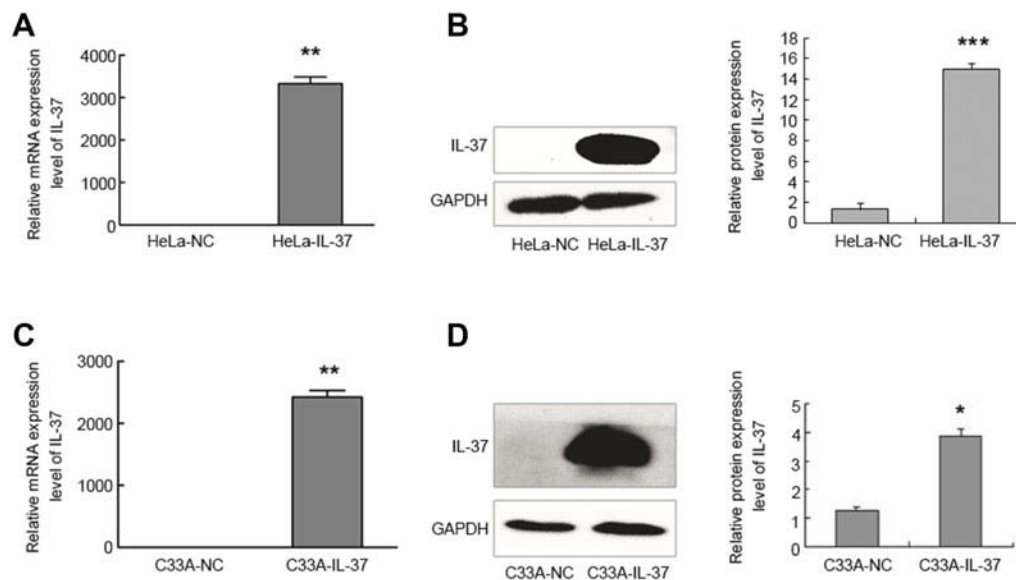 A
Relative mRNA expression
level of IL-37
4000
3000
2000
1000
0
**
HeLa-NC HeLa-IL-37
B
IL-37
GAPDH
HeLa-NC HeLa-IL-37
Relative protein expression
level of IL-37
18
16
14
12
10
8
6
4
2
0
***
HeLa-NC HeLa-IL-37
C
Relative mRNA expression
level of IL-37
3000
2000
1000
0
**
C33A-NC C33A-IL-37
D
IL-37
GAPDH
C33A-NC C33A-IL-37
Relative protein expression
level of IL-37
5
4
3
2
1
0
*
C33A-NC C33A-IL-37